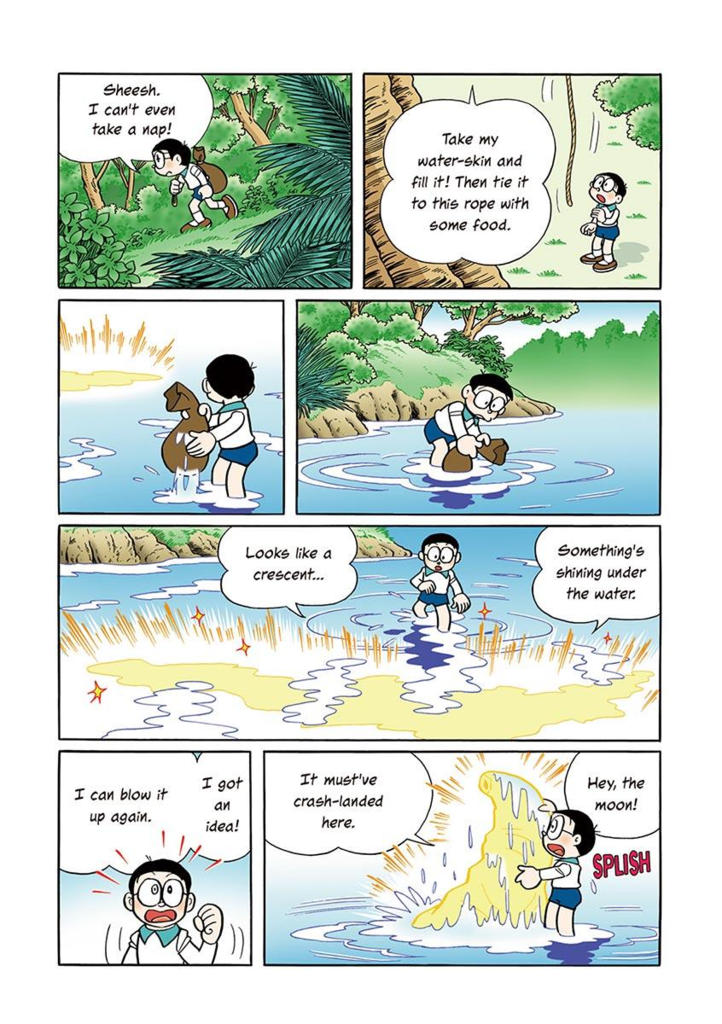 Take my
water-skin and
fill it! Then tie it
to this rope with
some food.
Sheesh.
I can't even
take a nap!
Something's
shining under
the water.
Looks like a
crescent...
Hey, the
moon!
SPLISH
It must've
crash-landed
here.
I got
an
idea!
I can blow it
up again.